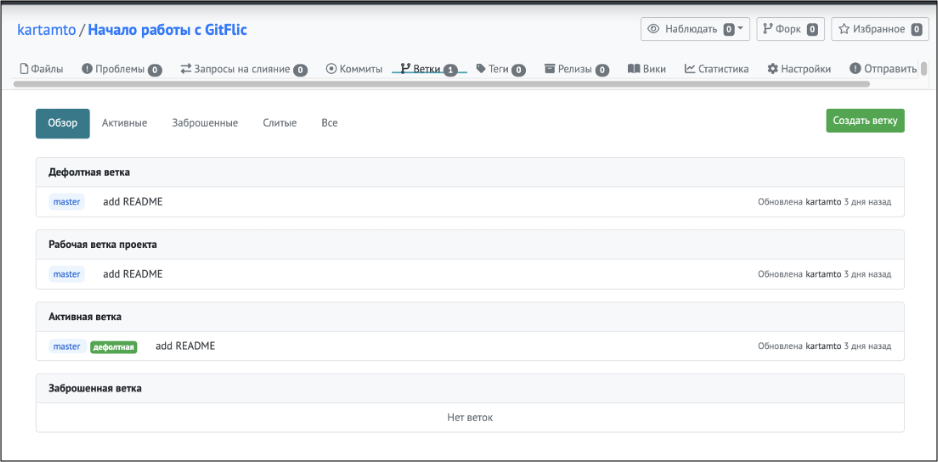 kartamto / Начало работы с GitFlic
Наблюдать 0 Форк 0 Избранное 0
Файлы Проблемы 0 Запросы на слияние 0 Коммиты Ветки 1 Теги 0 Релизы 0 Вики Статистика Настройки Отправить
Обзор Активные Заброшенные Слитые Все Создать ветку
Дефолтная ветка
master add README Обновлена kartamto 3 дня назад
Рабочая ветка проекта
master add README Обновлена kartamto 3 дня назад
Активная ветка
master дефолтная add README Обновлена kartamto 3 дня назад
Заброшенная ветка
Нет веток